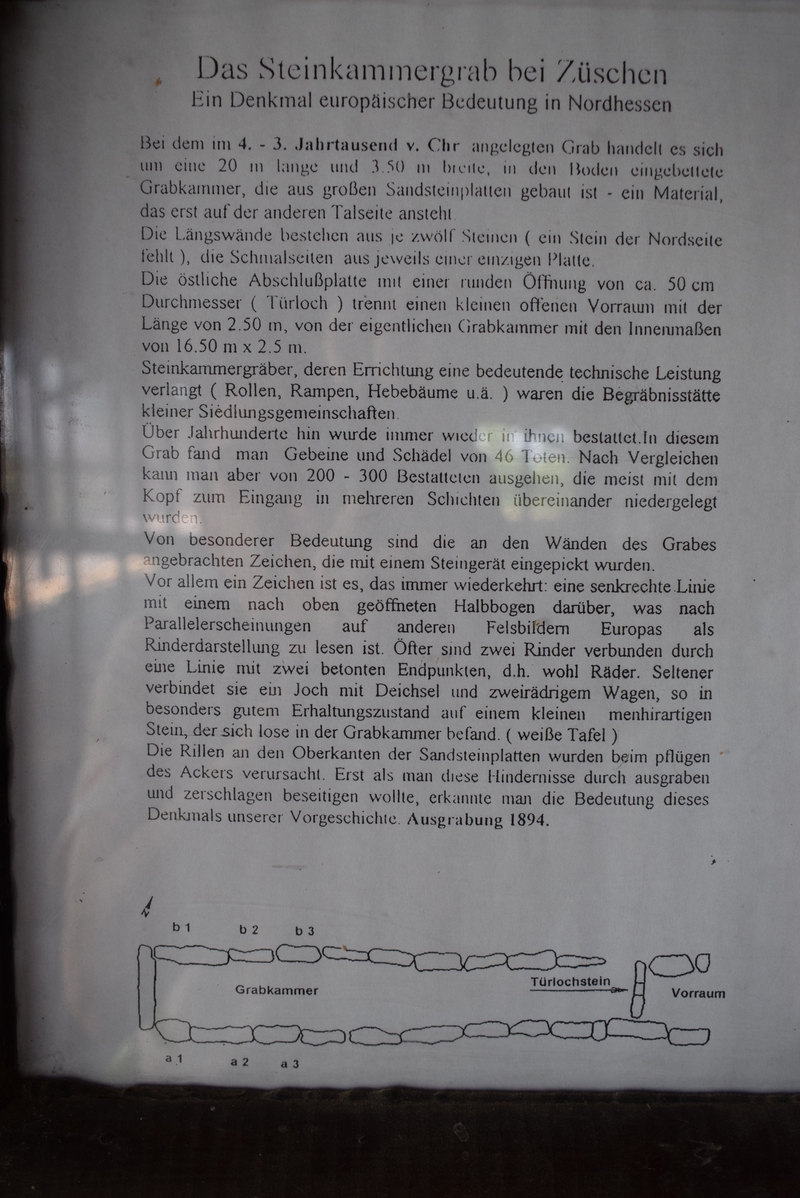 Das Steinkammergrab bei Züschen
Ein Denkmal europäischer Bedeutung in Nordhessen
Bei dem im 4. - 3. Jahrtausend v. Chr angelegten Grab handelt es sich
um eine 20 m lange und 3.50 m breite, in den Boden eingebettete
Grabkammer, die aus großen Sandsteinplatten gebaut ist - ein Material,
das erst auf der anderen Talseite ansteht.
Die Längswände bestehen aus je zwölf Steinen ( ein Stein der Nordseite
fehlt ), die Schmalseiten aus jeweils einer einzigen Platte.
Die östliche Abschlußplatte mit einer runden Öffnung von ca. 50 cm
Durchmesser ( Türloch ) trennt einen kleinen offenen Vorraum mit der
Länge von 2.50 m, von der eigentlichen Grabkammer mit den Innenmaßen
von 16.50 m x 2.5 m.
Steinkammergräber, deren Errichtung eine bedeutende technische Leistung
verlangt ( Rollen, Rampen, Hebebäume u.ä. ) waren die Begräbnisstätte
kleiner Siedlungsgemeinschaften.
Über Jahrhunderte hin wurde immer wieder in ihnen bestattet.In diesem
Grab fand man Gebeine und Schädel von 46 Toten. Nach Vergleichen
kann man aber von 200 - 300 Bestatteten ausgehen, die meist mit dem
Kopf zum Eingang in mehreren Schichten übereinander niedergelegt
wurden.
Von besonderer Bedeutung sind die an den Wänden des Grabes
angebrachten Zeichen, die mit einem Steingerät eingepickt wurden.
Vor allem ein Zeichen ist es, das immer wiederkehrt: eine senkrechte Linie
mit einem nach oben geöffneten Halbbogen darüber, was nach
Parallelerscheinungen auf anderen Felsbildern Europas als
Rinderdarstellung zu lesen ist. Öfter sind zwei Rinder verbunden durch
eine Linie mit zwei betonten Endpunkten, d.h. wohl Räder. Seltener
verbindet sie ein Joch mit Deichsel und zweirädrigem Wagen, so in
besonders gutem Erhaltungszustand auf einem kleinen menhirartigen
Stein, der sich lose in der Grabkammer befand. ( weiße Tafel )
Die Rillen an den Oberkanten der Sandsteinplatten wurden beim pflügen
des Ackers verursacht. Erst als man diese Hindernisse durch ausgraben
und zerschlagen beseitigen wollte, erkannte man die Bedeutung dieses
Denkmals unserer Vorgeschichte. Ausgrabung 1894.
N
b 1 b 2 b 3
Grabkammer
Türlochstein
Vorraum
a 1 a 2 a 3